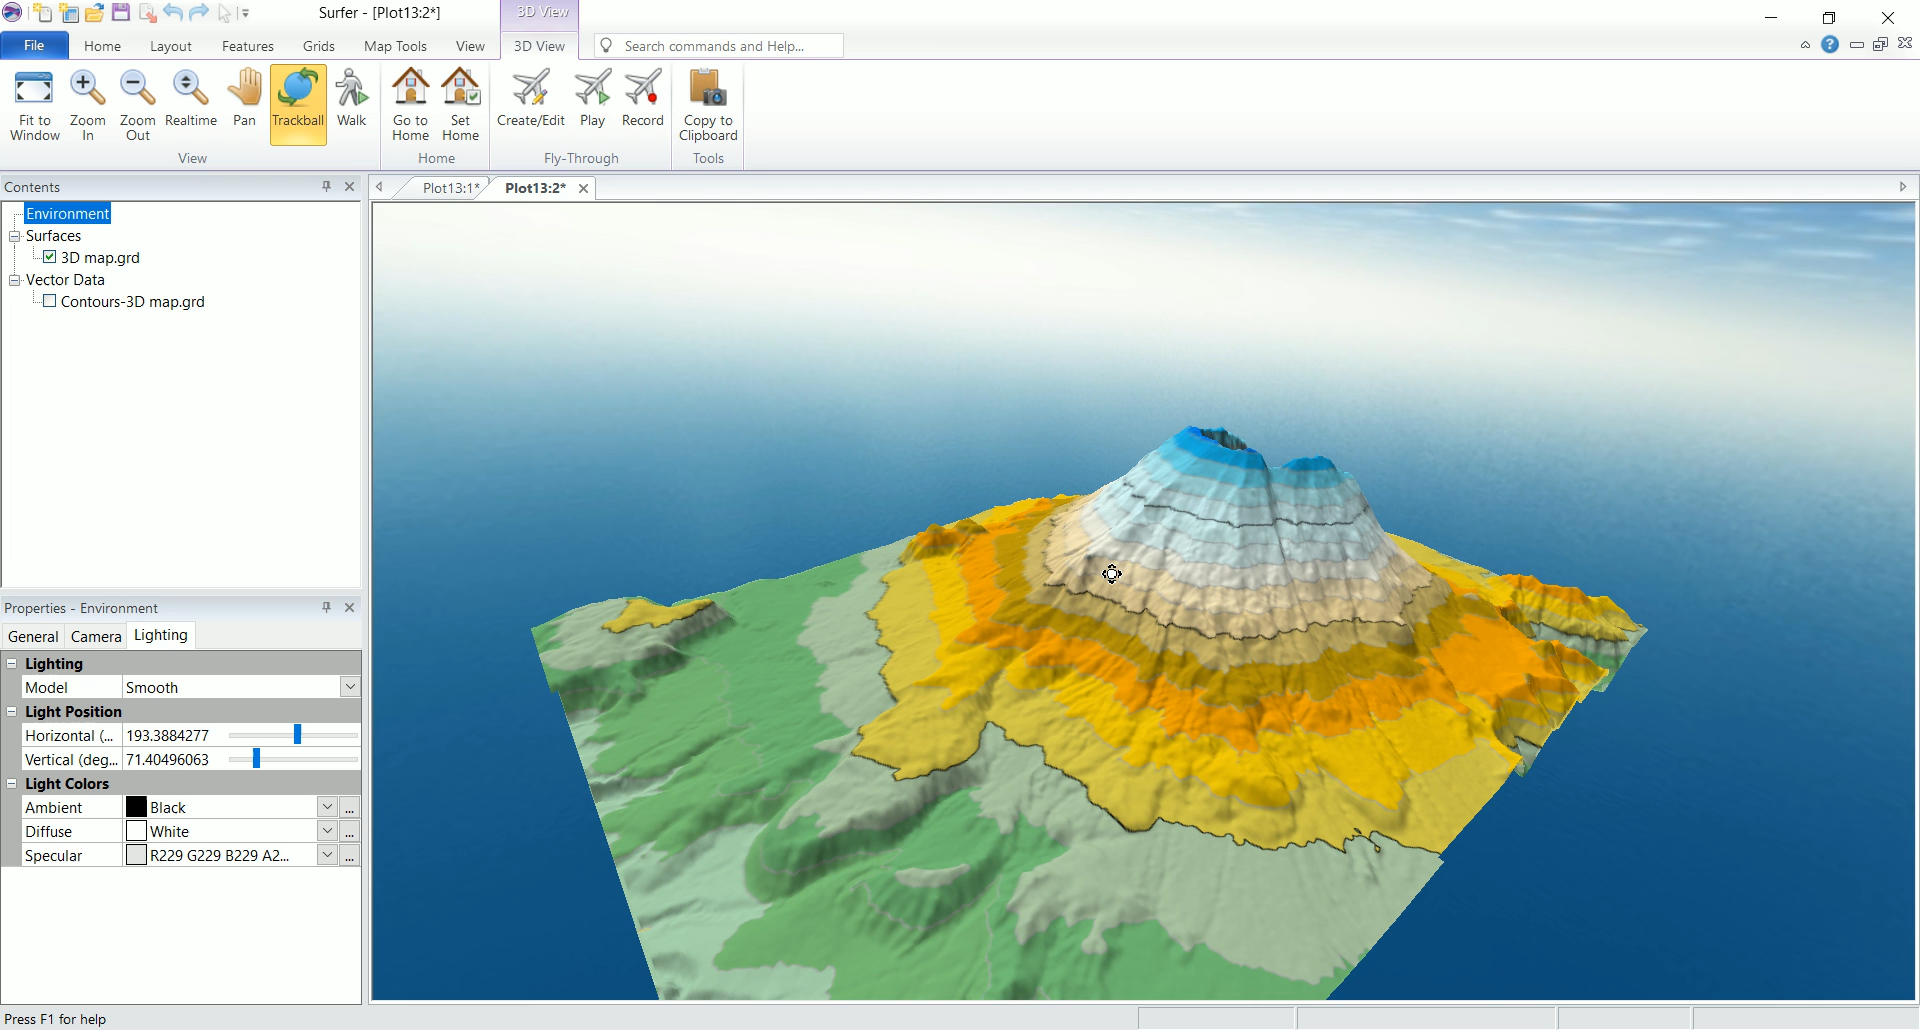 Surfer - [Plot13:2*]
3D View
File
Home
Layout
Features
Grids
Map Tools
View
3D View
Search commands and Help...
Fit to
Window
Zoom
In
Zoom
Out
Realtime
Pan
Trackball
Walk
Go to
Home
Set
Home
Create/Edit
Play
Record
Copy to
Clipboard
View
Home
Fly-Through
Tools
Contents
Plot13:1*
Plot13:2*
Environment
Surfaces
3D map.grd
Vector Data
Contours-3D map.grd
Properties - Environment
General
Camera
Lighting
Lighting
Model
Smooth
Light Position
Horizontal (...
193.3884277
Vertical (deg...
71.40496063
Light Colors
Ambient
Black
...
Diffuse
White
...
Specular
R229 G229 B229 A2...
...
Press F1 for help